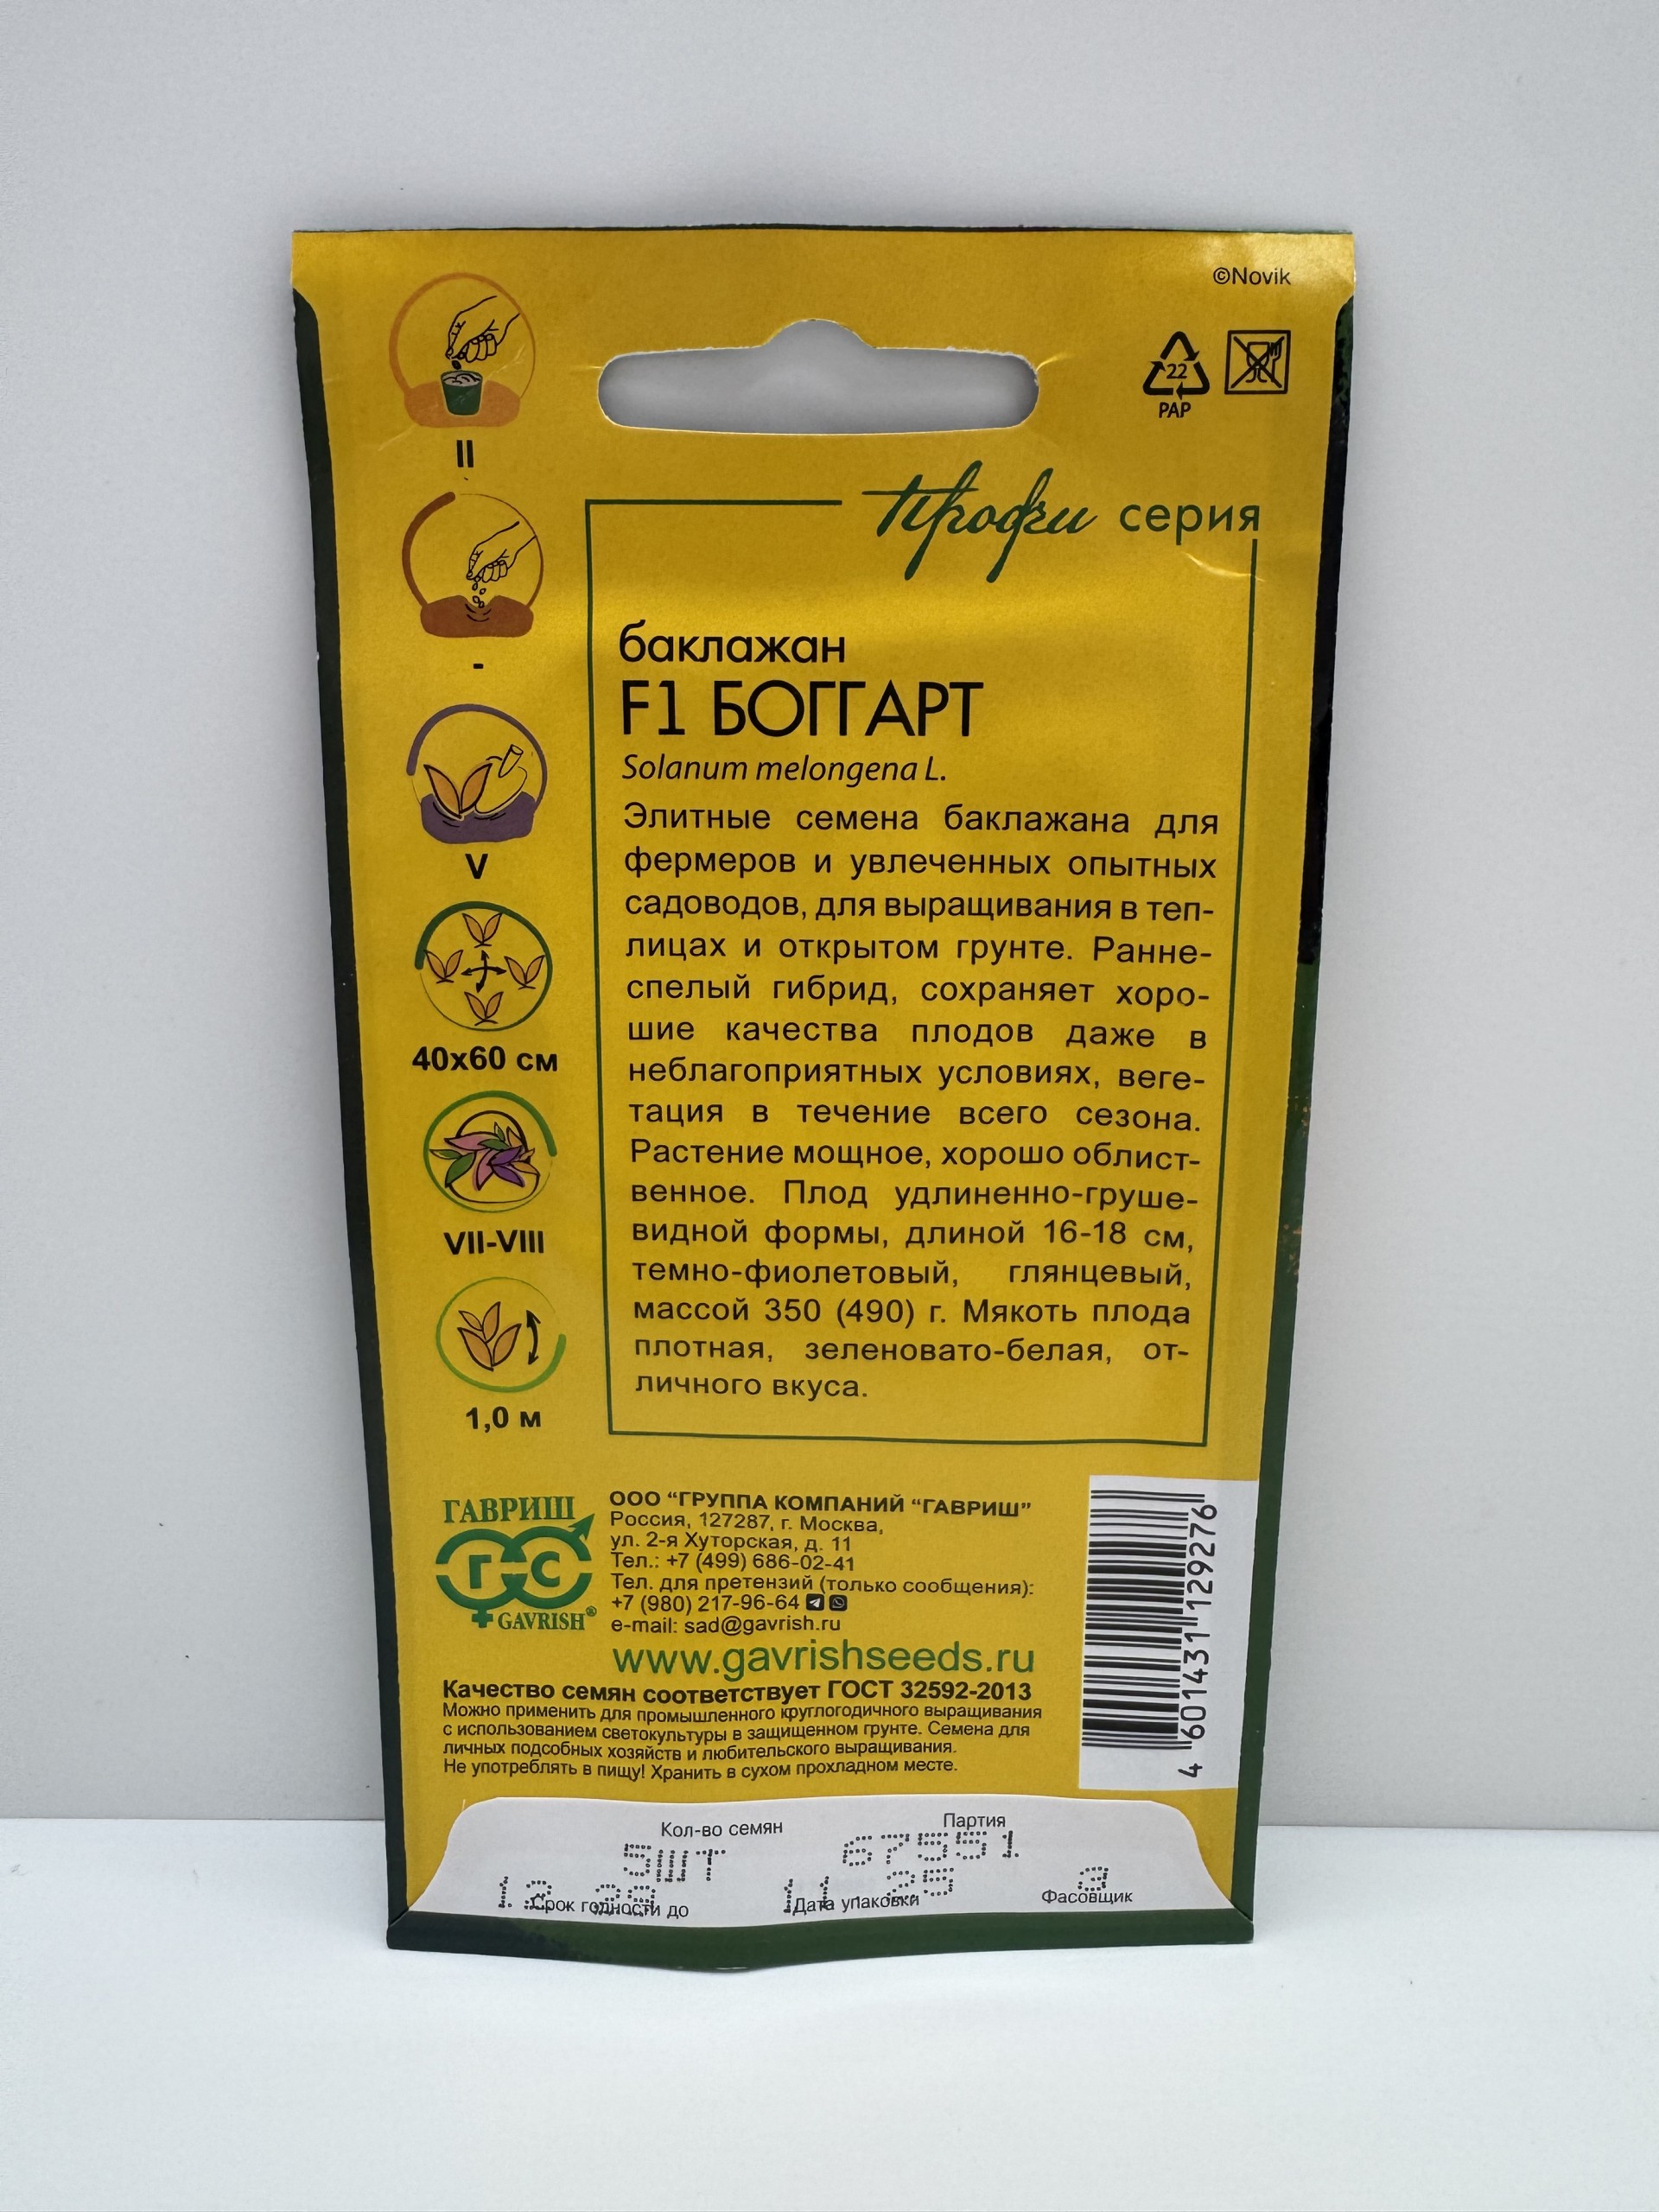 ©Novik
22
PAP
II
-
V
40х60 см
VII-VIII
1,0 м
Профи серия
баклажан
F1 БОГГАРТ
Solanum melongena L.
Элитные семена баклажана для
фермеров и увлеченных опытных
садоводов, для выращивания в теп-
лицах и открытом грунте. Ранне-
спелый гибрид, сохраняет хоро-
шие качества плодов даже в
неблагоприятных условиях, веге-
тация в течение всего сезона.
Растение мощное, хорошо облист-
венное. Плод удлиненно-груше-
видной формы, длиной 16-18 см,
темно-фиолетовый, глянцевый,
массой 350 (490) г. Мякоть плода
плотная, зеленовато-белая, от-
личного вкуса.
ГАВРИШ
ГС
GAVRISH®
ООО “ГРУППА КОМПАНИЙ “ГАВРИШ”
Россия, 127287, г. Москва,
ул. 2-я Хуторская, д. 11
Тел.: +7 (499) 686-02-41
Тел. для претензий (только сообщения):
+7 (980) 217-96-64
e-mail: sad@gavrish.ru
www.gavrishseeds.ru
Качество семян соответствует ГОСТ 32592-2013
Можно применить для промышленного круглогодичного выращивания
с использованием светокультуры в защищенном грунте. Семена для
личных подсобных хозяйств и любительского выращивания.
Не употреблять в пищу! Хранить в сухом прохладном месте.
4 601431 129276
Кол-во семян
Партия
5шт
67551
11.25
Срок годности до
Дата упаковки
Фасовщик